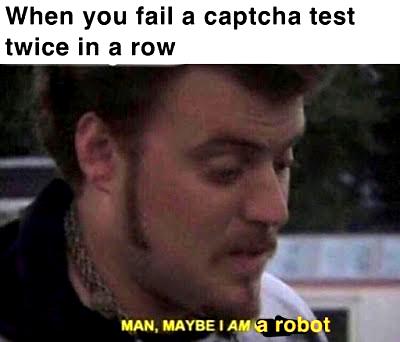 When you fail a captcha test
twice in a row
MAN, MAYBE I AM a robot